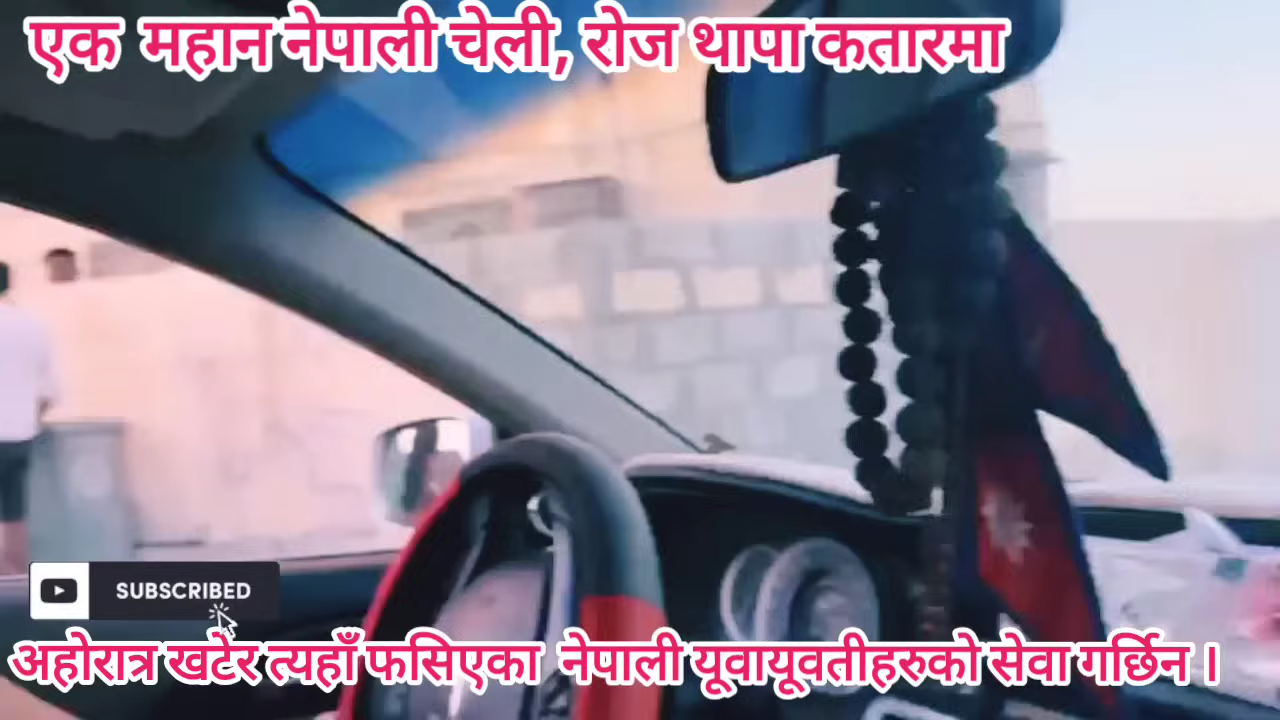 एक महान नेपाली चेली, रोज थापा कतारमा
SUBSCRIBED
अहोरात्र खटेर त्यहाँ फसिएका नेपाली यूवायूवतीहरुको सेवा गर्छिन ।